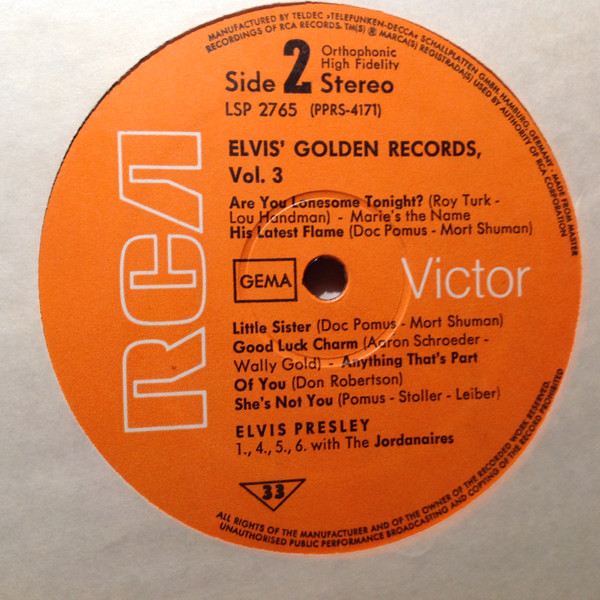 MANUFACTURED BY TELDEC »TELEFUNKEN-DECCA« SCHALLPLATTEN GMBH, HAMBURG, GERMANY · MADE FROM MASTER
RECORDINGS OF RCA RECORDS. TM(S) ® MARCA(S) REGISTRADA(S) USED BY AUTHORITY OF RCA CORPORATION
Side 2 Orthophonic
High Fidelity
Stereo
LSP 2765 (PPRS-4171)
ELVIS' GOLDEN RECORDS,
Vol. 3
Are You Lonesome Tonight? (Roy Turk -
Lou Handman) - Marie's the Name
His Latest Flame (Doc Pomus - Mort Shuman)
RCA
GEMA
Victor
Little Sister (Doc Pomus - Mort Shuman)
Good Luck Charm (Aaron Schroeder -
Wally Gold) - Anything That's Part
Of You (Don Robertson)
She's Not You (Pomus - Stoller - Leiber)
ELVIS PRESLEY
1., 4., 5., 6. with The Jordanaires
33
ALL RIGHTS OF THE MANUFACTURER AND OF THE OWNER OF THE RECORDED WORK RESERVED.
UNAUTHORISED PUBLIC PERFORMANCE BROADCASTING AND COPYING OF THE RECORD PROHIBITED